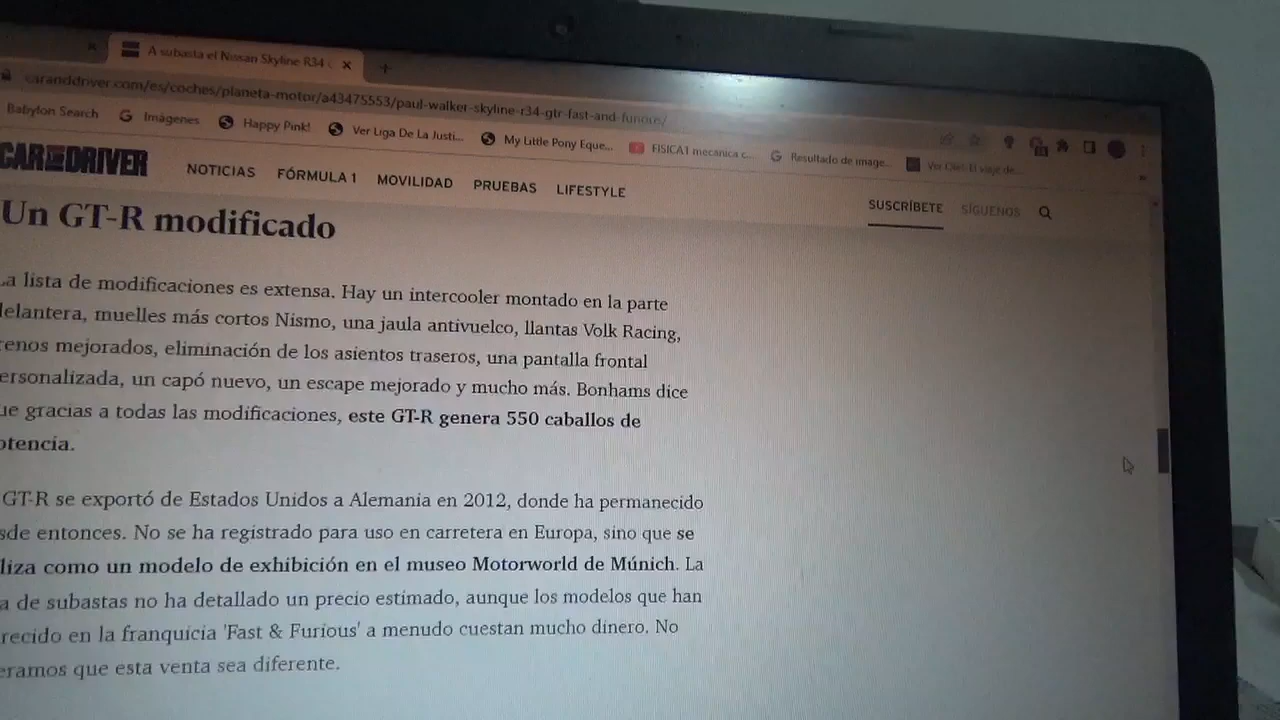 A subasta el Nissan Skyline R34
caranddriver.com/es/coches/planeta-motor/a43475553/paul-walker-skyline-r34-gtr-fast-and-furious/
Babylon Search Imágenes Happy Pink! Ver Liga De La Justi... My Little Pony Eque... FISICA1 mecanica c... Resultado de image... Ver
CAR AND DRIVER NOTICIAS FÓRMULA 1 MOVILIDAD PRUEBAS LIFESTYLE SUSCRÍBETE SÍGUENOS
Un GT-R modificado
La lista de modificaciones es extensa. Hay un intercooler montado en la parte
delantera, muelles más cortos Nismo, una jaula antivuelco, llantas Volk Racing,
renos mejorados, eliminación de los asientos traseros, una pantalla frontal
ersonalizada, un capó nuevo, un escape mejorado y mucho más. Bonhams dice
ue gracias a todas las modificaciones, este GT-R genera 550 caballos de
otencia.
GT-R se exportó de Estados Unidos a Alemania en 2012, donde ha permanecido
sde entonces. No se ha registrado para uso en carretera en Europa, sino que se
liza como un modelo de exhibición en el museo Motorworld de Múnich. La
a de subastas no ha detallado un precio estimado, aunque los modelos que han
recido en la franquicia 'Fast & Furious' a menudo cuestan mucho dinero. No
eramos que esta venta sea diferente.